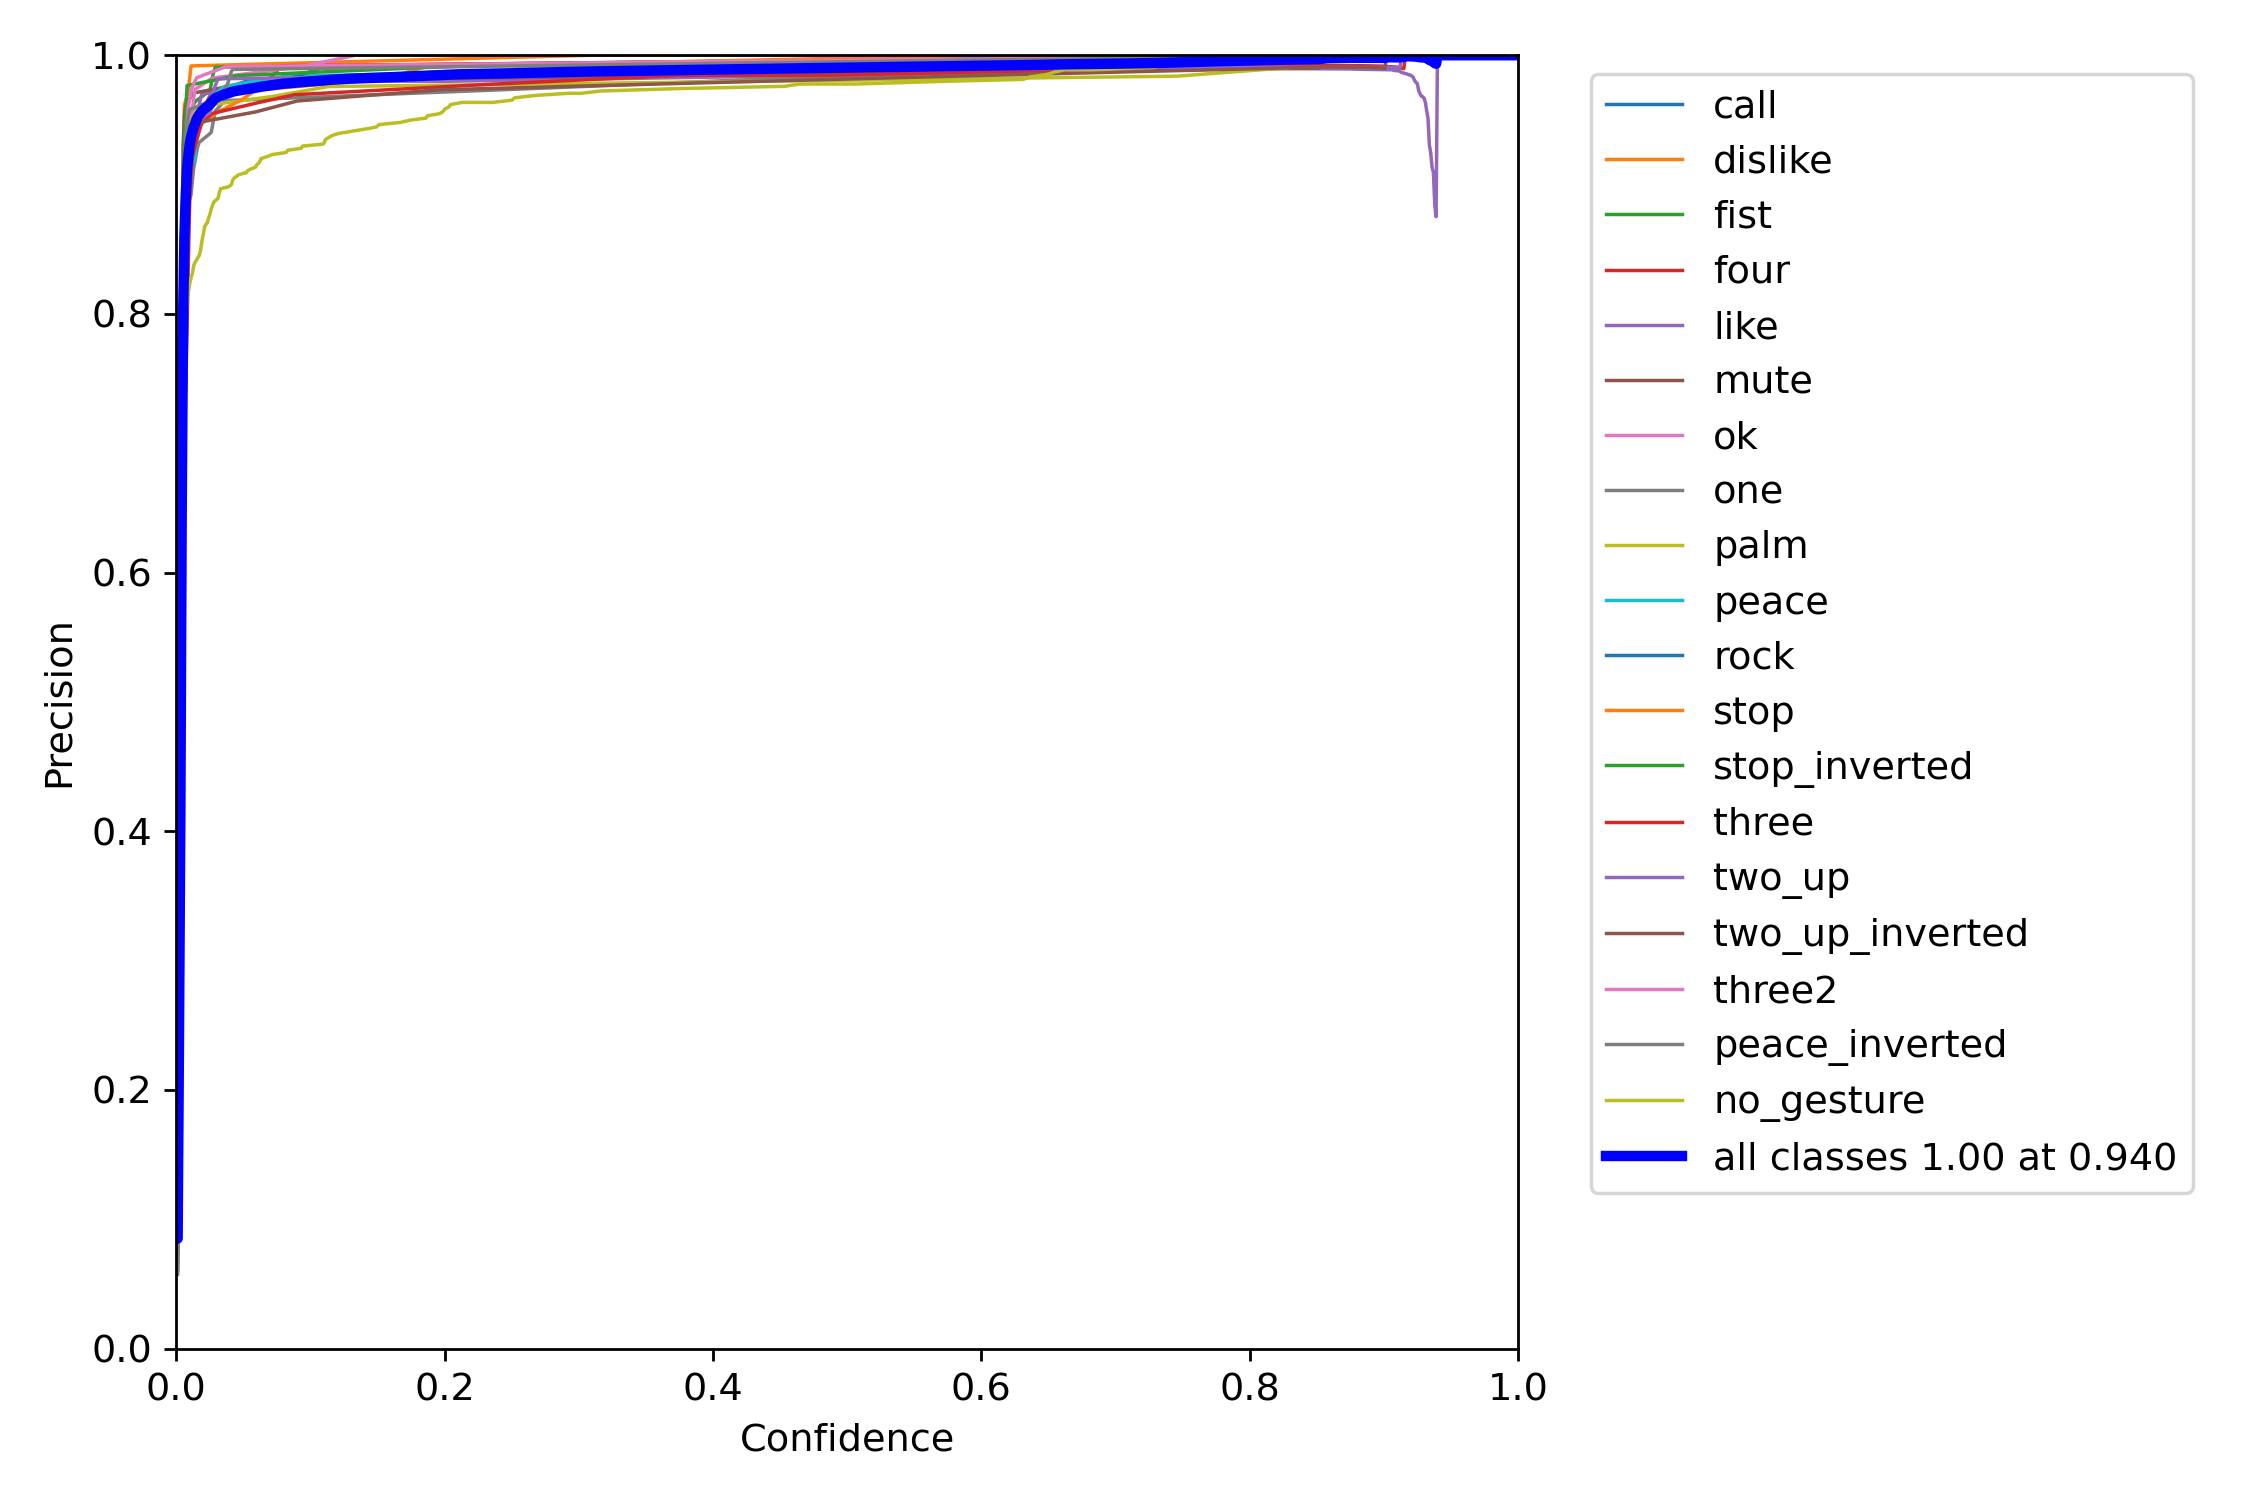 1.0
0.8
0.6
0.4
0.2
0.0
Precision
0.0 0.2 0.4 0.6 0.8 1.0
Confidence
call
dislike
fist
four
like
mute
ok
one
palm
peace
rock
stop
stop_inverted
three
two_up
two_up_inverted
three2
peace_inverted
no_gesture
all classes 1.00 at 0.940